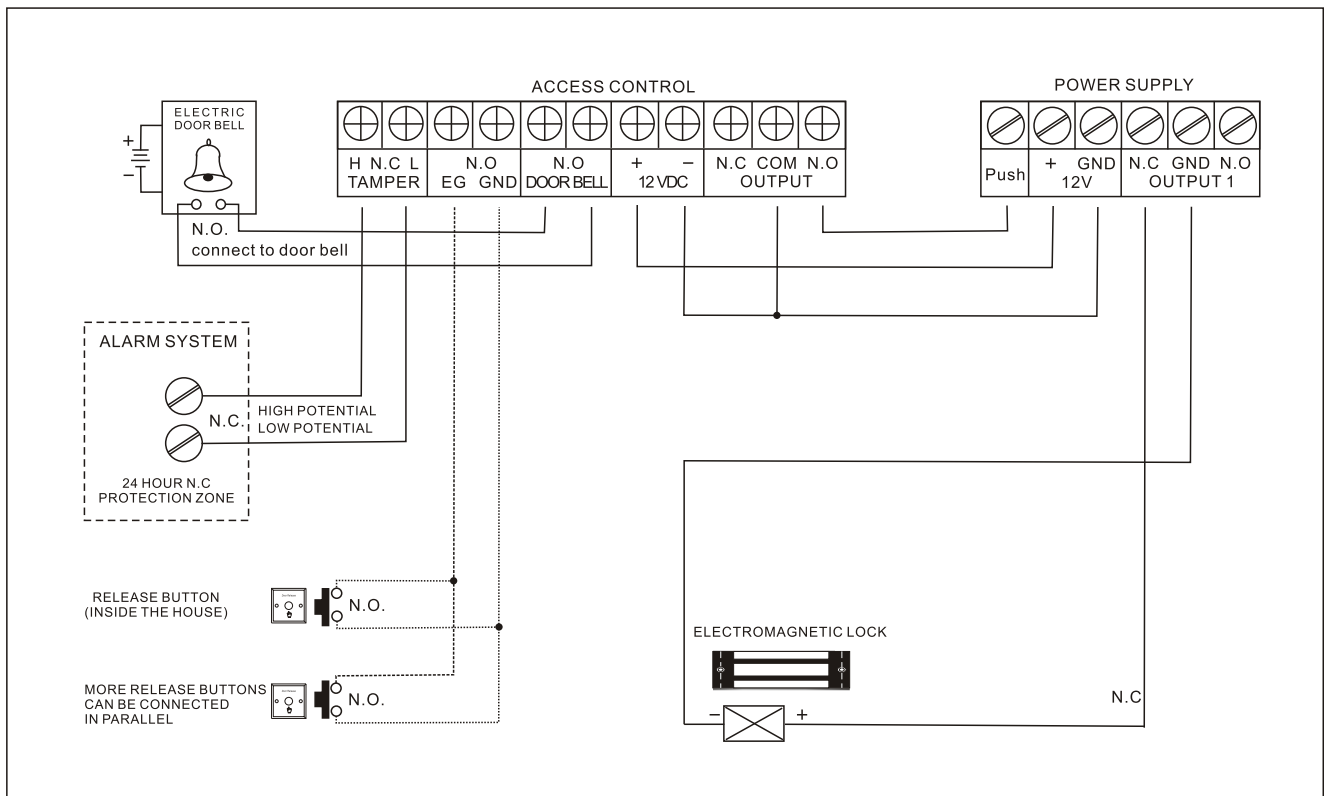 ACCESS CONTROL
POWER SUPPLY
ELECTRIC
DOOR BELL
+
−
H N.C L
TAMPER
N.O
EG GND
N.O
DOOR BELL
+ −
12 VDC
N.C COM N.O
OUTPUT
Push
+ GND
12V
N.C GND N.O
OUTPUT 1
N.O.
connect to door bell
ALARM SYSTEM
N.C.
HIGH POTENTIAL
LOW POTENTIAL
24 HOUR N.C
PROTECTION ZONE
RELEASE BUTTON
(INSIDE THE HOUSE)
N.O.
ELECTROMAGNETIC LOCK
MORE RELEASE BUTTONS
CAN BE CONNECTED
IN PARALLEL
N.O.
N.C
− +